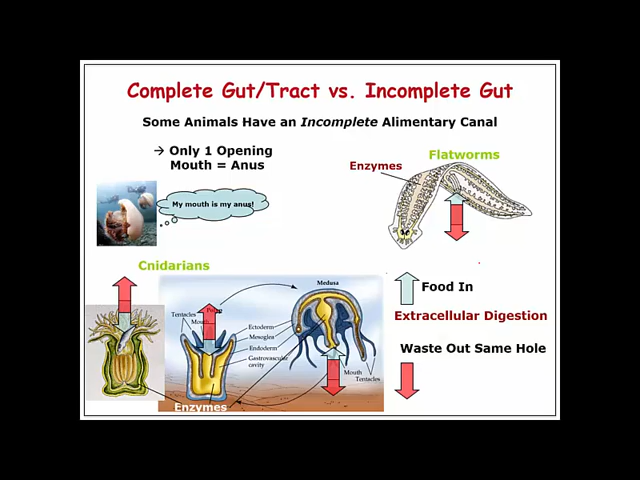 Complete Gut/Tract vs. Incomplete Gut
Some Animals Have an Incomplete Alimentary Canal
→ Only 1 Opening
Mouth = Anus
My mouth is my anus!
Flatworms
Enzymes
Cnidarians
Food In
Extracellular Digestion
Waste Out Same Hole
Tentacles
Mouth
Ectoderm
Mesoglea
Endoderm
Gastrovascular
cavity
Medusa
Mouth
Tentacles
Enzymes